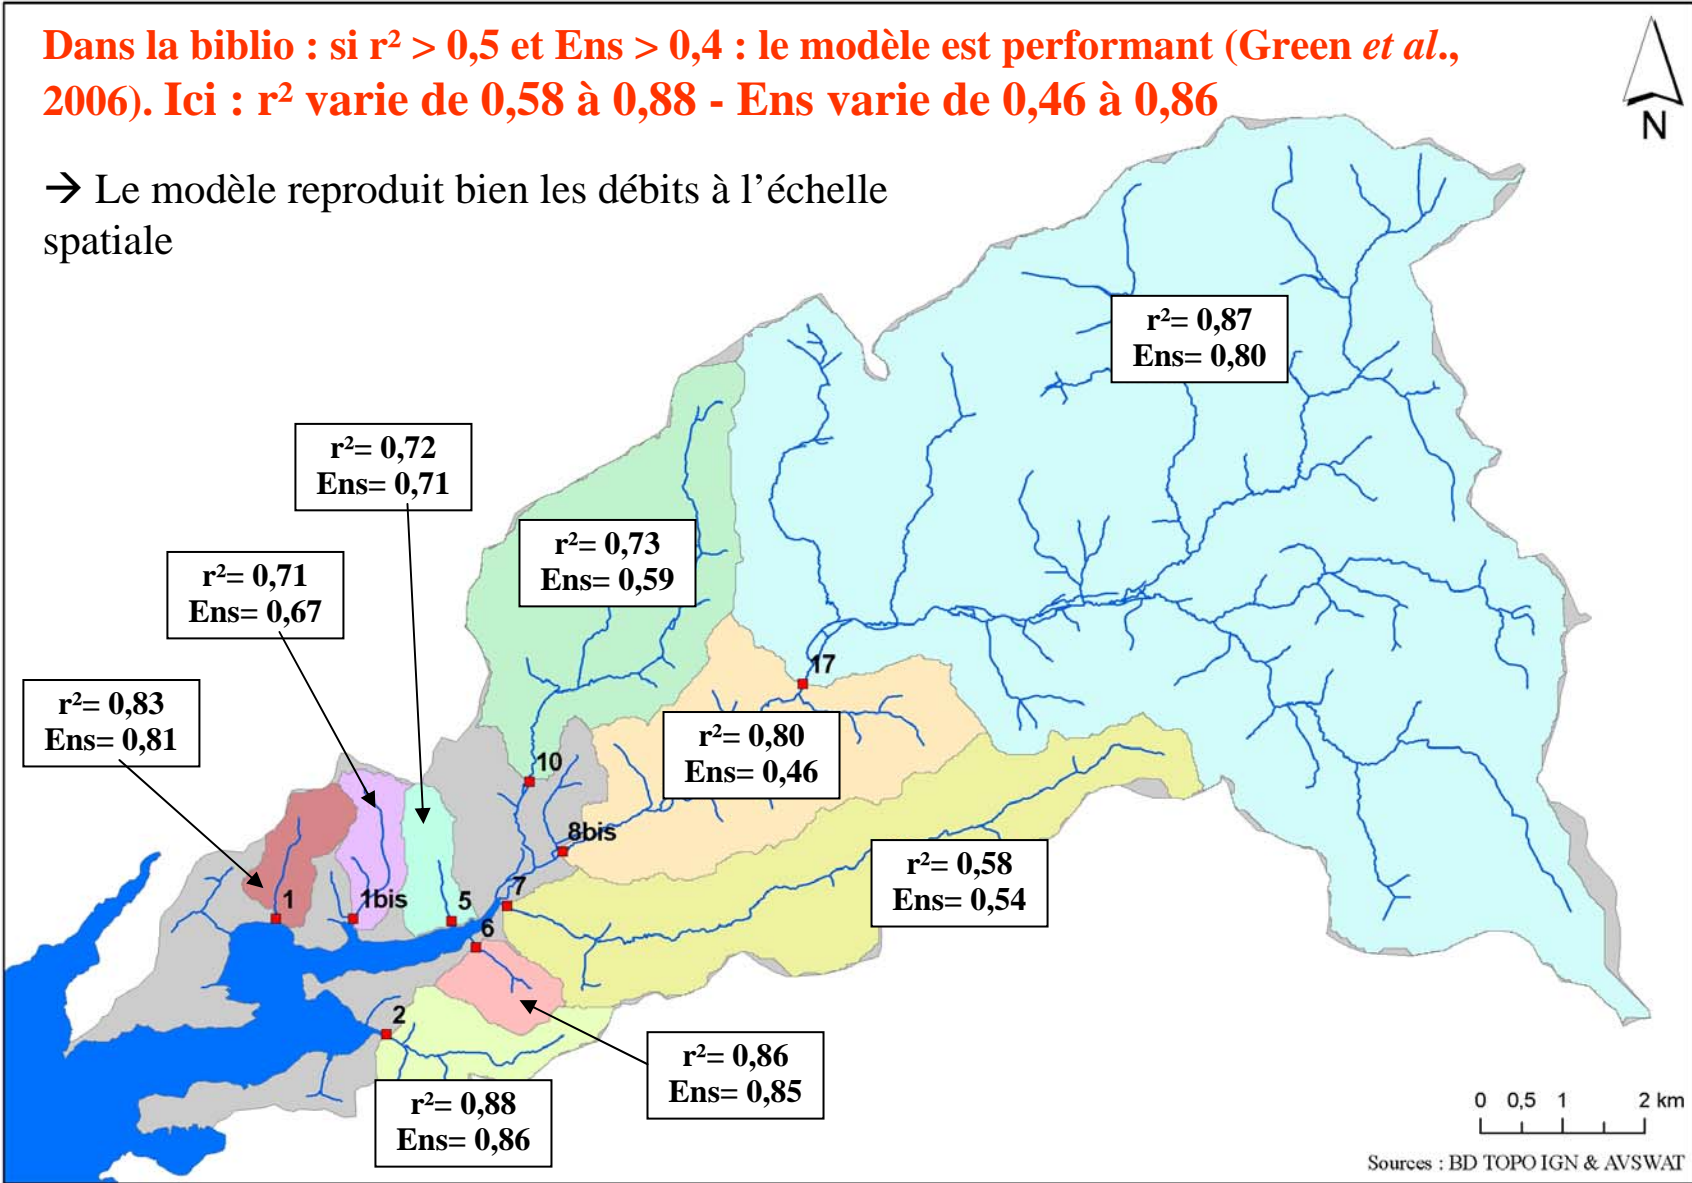 Dans la biblio : si r² > 0,5 et Ens > 0,4 : le modèle est performant (Green et al.,
2006). Ici : r² varie de 0,58 à 0,88 - Ens varie de 0,46 à 0,86
N
→ Le modèle reproduit bien les débits à l’échelle
spatiale
r²= 0,87
Ens= 0,80
r²= 0,72
Ens= 0,71
r²= 0,73
Ens= 0,59
r²= 0,71
Ens= 0,67
17
r²= 0,83
Ens= 0,81
r²= 0,80
Ens= 0,46
10
8bis
r²= 0,58
Ens= 0,54
1
1bis
5
7
6
2
r²= 0,86
Ens= 0,85
r²= 0,88
Ens= 0,86
0 0,5 1 2 km
Sources : BD TOPO IGN & AVSWAT